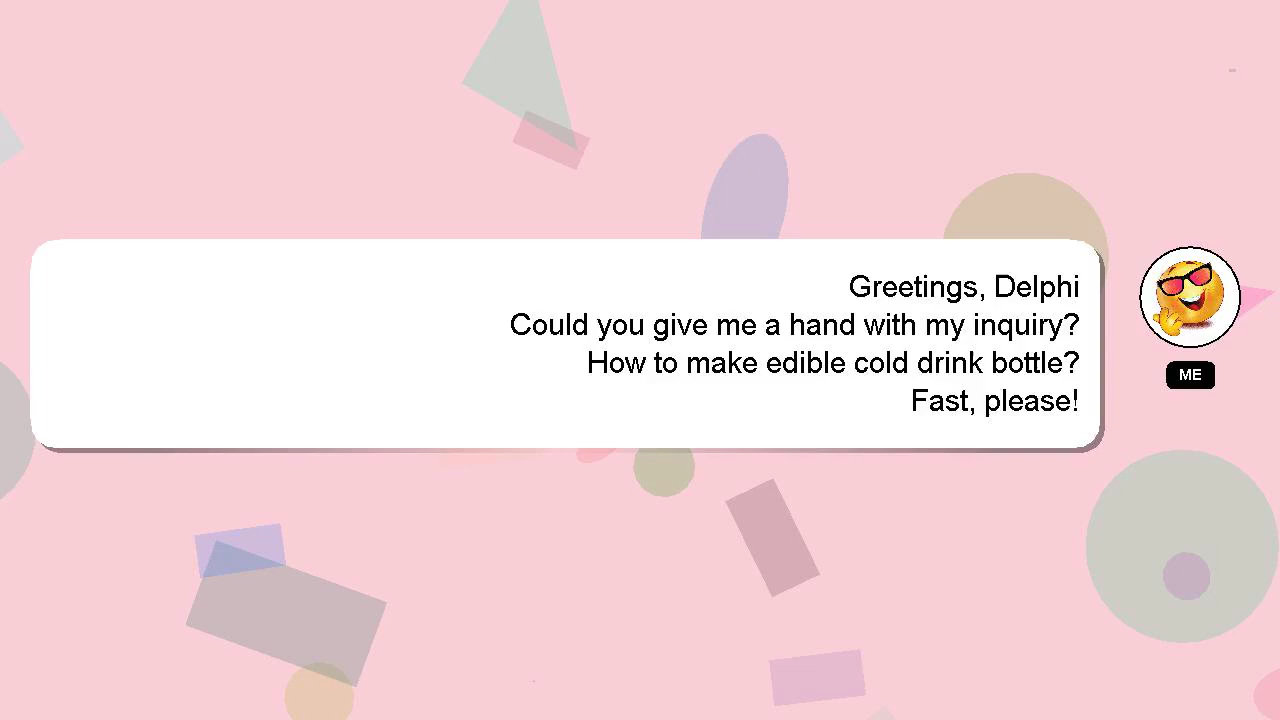 Greetings, Delphi
Could you give me a hand with my inquiry?
How to make edible cold drink bottle?
Fast, please!
ME